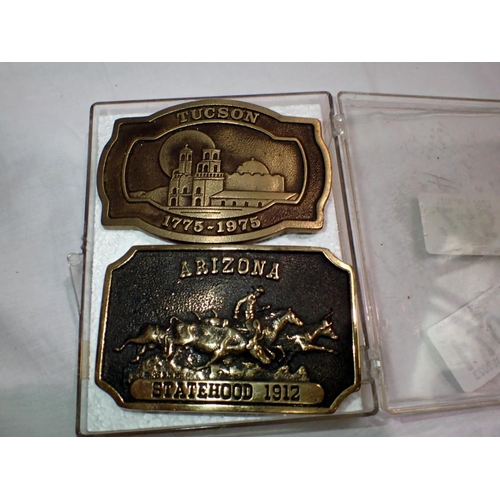 TUCSON
1775-1975
ARIZONA
STATEHOOD 1912